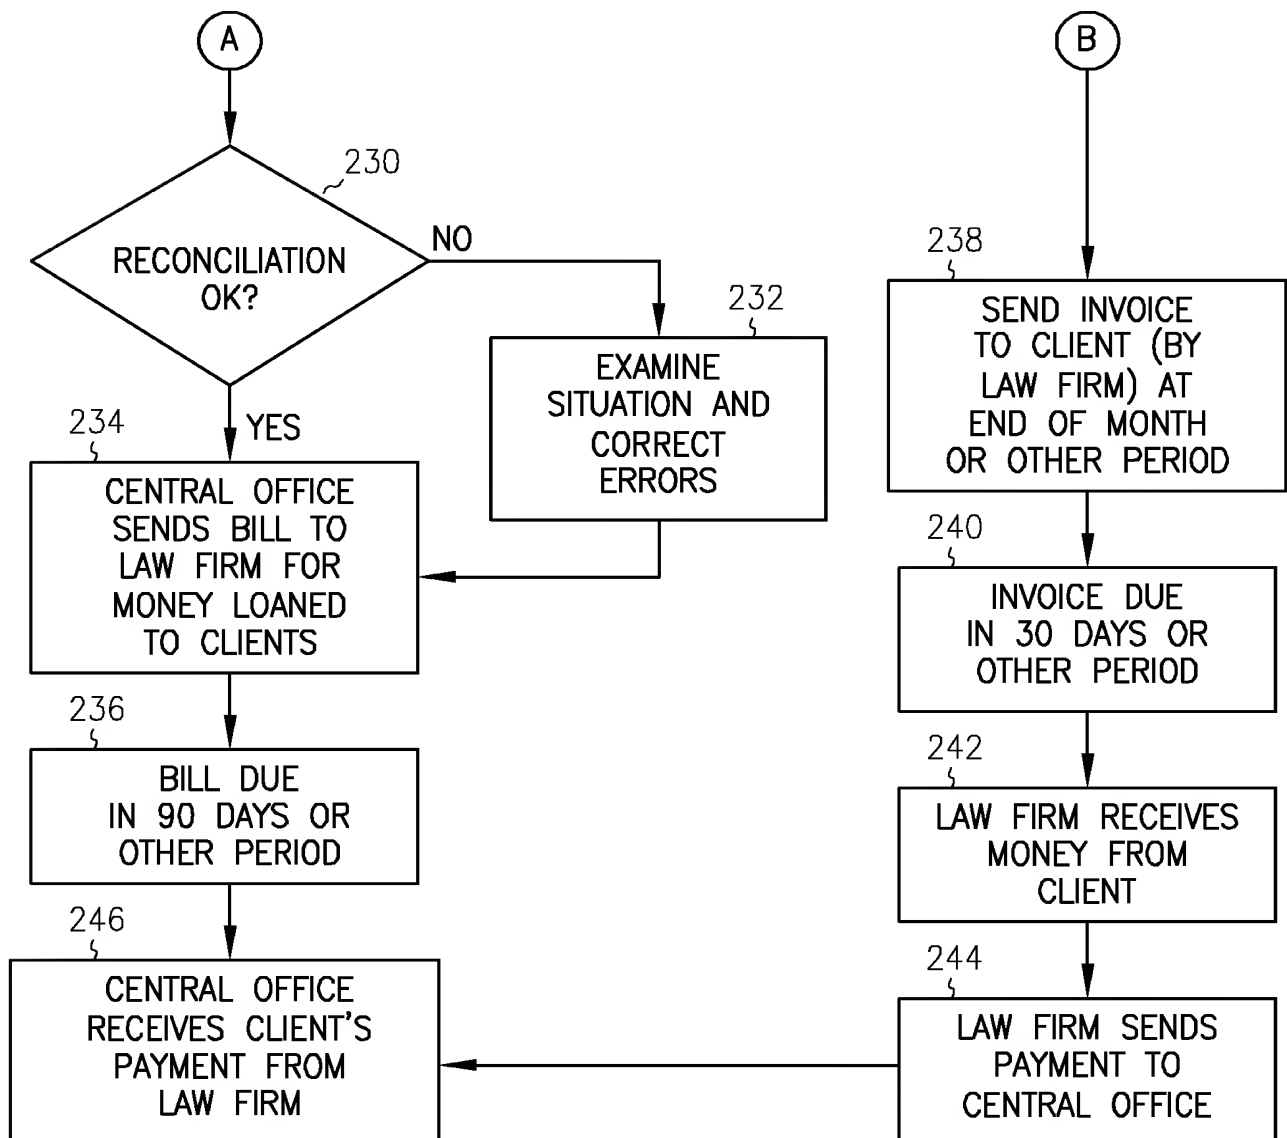 A
230
RECONCILIATION
OK?
NO
YES
232
EXAMINE
SITUATION AND
CORRECT
ERRORS
234
CENTRAL OFFICE
SENDS BILL TO
LAW FIRM FOR
MONEY LOANED
TO CLIENTS
236
BILL DUE
IN 90 DAYS OR
OTHER PERIOD
246
CENTRAL OFFICE
RECEIVES CLIENT'S
PAYMENT FROM
LAW FIRM
B
238
SEND INVOICE
TO CLIENT (BY
LAW FIRM) AT
END OF MONTH
OR OTHER PERIOD
240
INVOICE DUE
IN 30 DAYS OR
OTHER PERIOD
242
LAW FIRM RECEIVES
MONEY FROM
CLIENT
244
LAW FIRM SENDS
PAYMENT TO
CENTRAL OFFICE